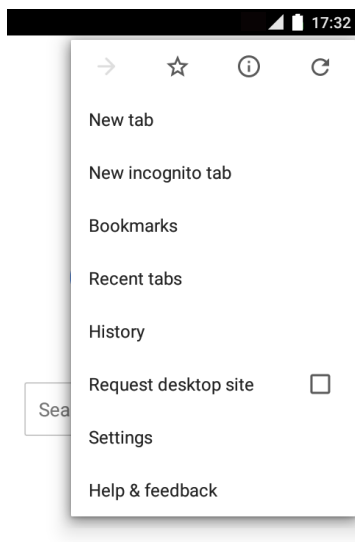 17:32
New tab
New incognito tab
Bookmarks
Recent tabs
History
Request desktop site
Sea
Settings
Help & feedback